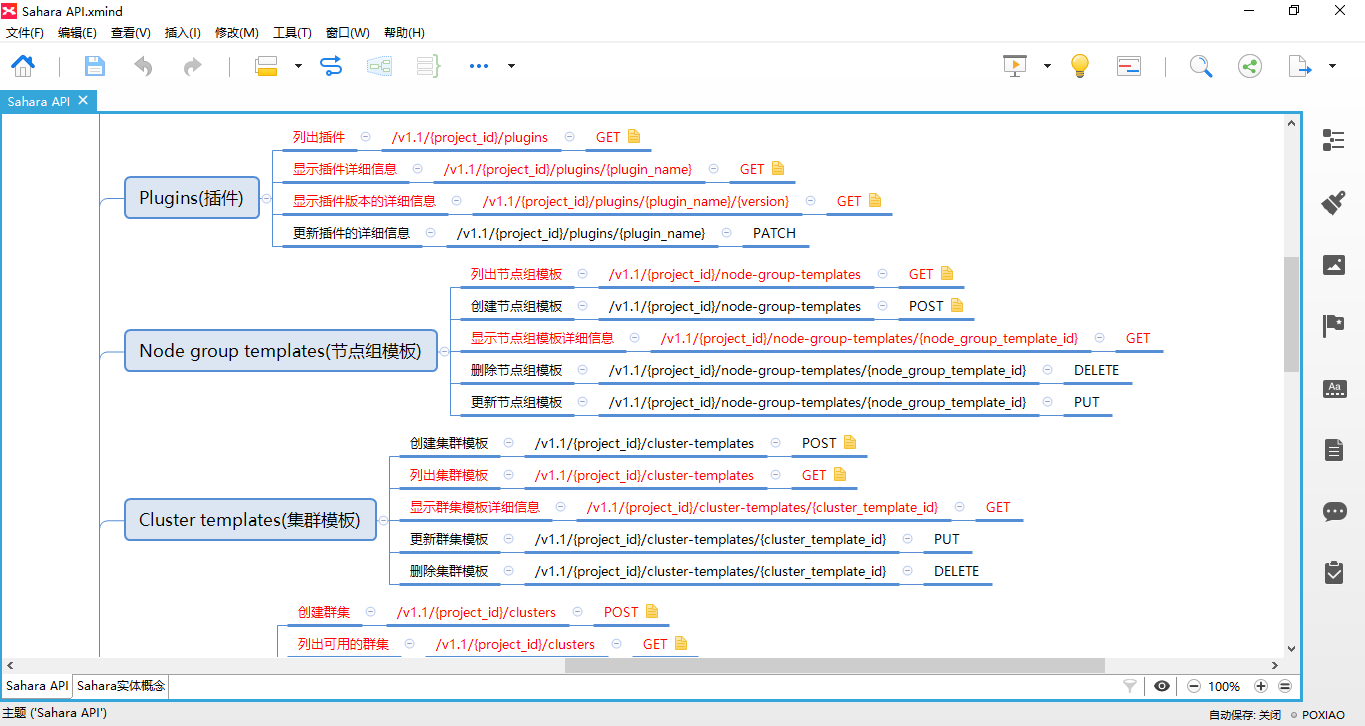 Sahara API.xmind
文件(F) 编辑(E) 查看(V) 插入(I) 修改(M) 工具(T) 窗口(W) 帮助(H)
Sahara API
列出插件 /v1.1/{project_id}/plugins GET
显示插件详细信息 /v1.1/{project_id}/plugins/{plugin_name} GET
Plugins(插件)
显示插件版本的详细信息 /v1.1/{project_id}/plugins/{plugin_name}/{version} GET
更新插件的详细信息 /v1.1/{project_id}/plugins/{plugin_name} PATCH
列出节点组模板 /v1.1/{project_id}/node-group-templates GET
创建节点组模板 /v1.1/{project_id}/node-group-templates POST
显示节点组模板详细信息 /v1.1/{project_id}/node-group-templates/{node_group_template_id} GET
Node group templates(节点组模板)
删除节点组模板 /v1.1/{project_id}/node-group-templates/{node_group_template_id} DELETE
更新节点组模板 /v1.1/{project_id}/node-group-templates/{node_group_template_id} PUT
创建集群模板 /v1.1/{project_id}/cluster-templates POST
列出集群模板 /v1.1/{project_id}/cluster-templates GET
显示群集模板详细信息 /v1.1/{project_id}/cluster-templates/{cluster_template_id} GET
Cluster templates(集群模板)
更新群集模板 /v1.1/{project_id}/cluster-templates/{cluster_template_id} PUT
删除集群模板 /v1.1/{project_id}/cluster-templates/{cluster_template_id} DELETE
创建群集 /v1.1/{project_id}/clusters POST
列出可用的群集 /v1.1/{project_id}/clusters GET
Aa
Sahara API Sahara实体概念 100%
主题 ('Sahara API') 自动保存: 关闭 POXIAO